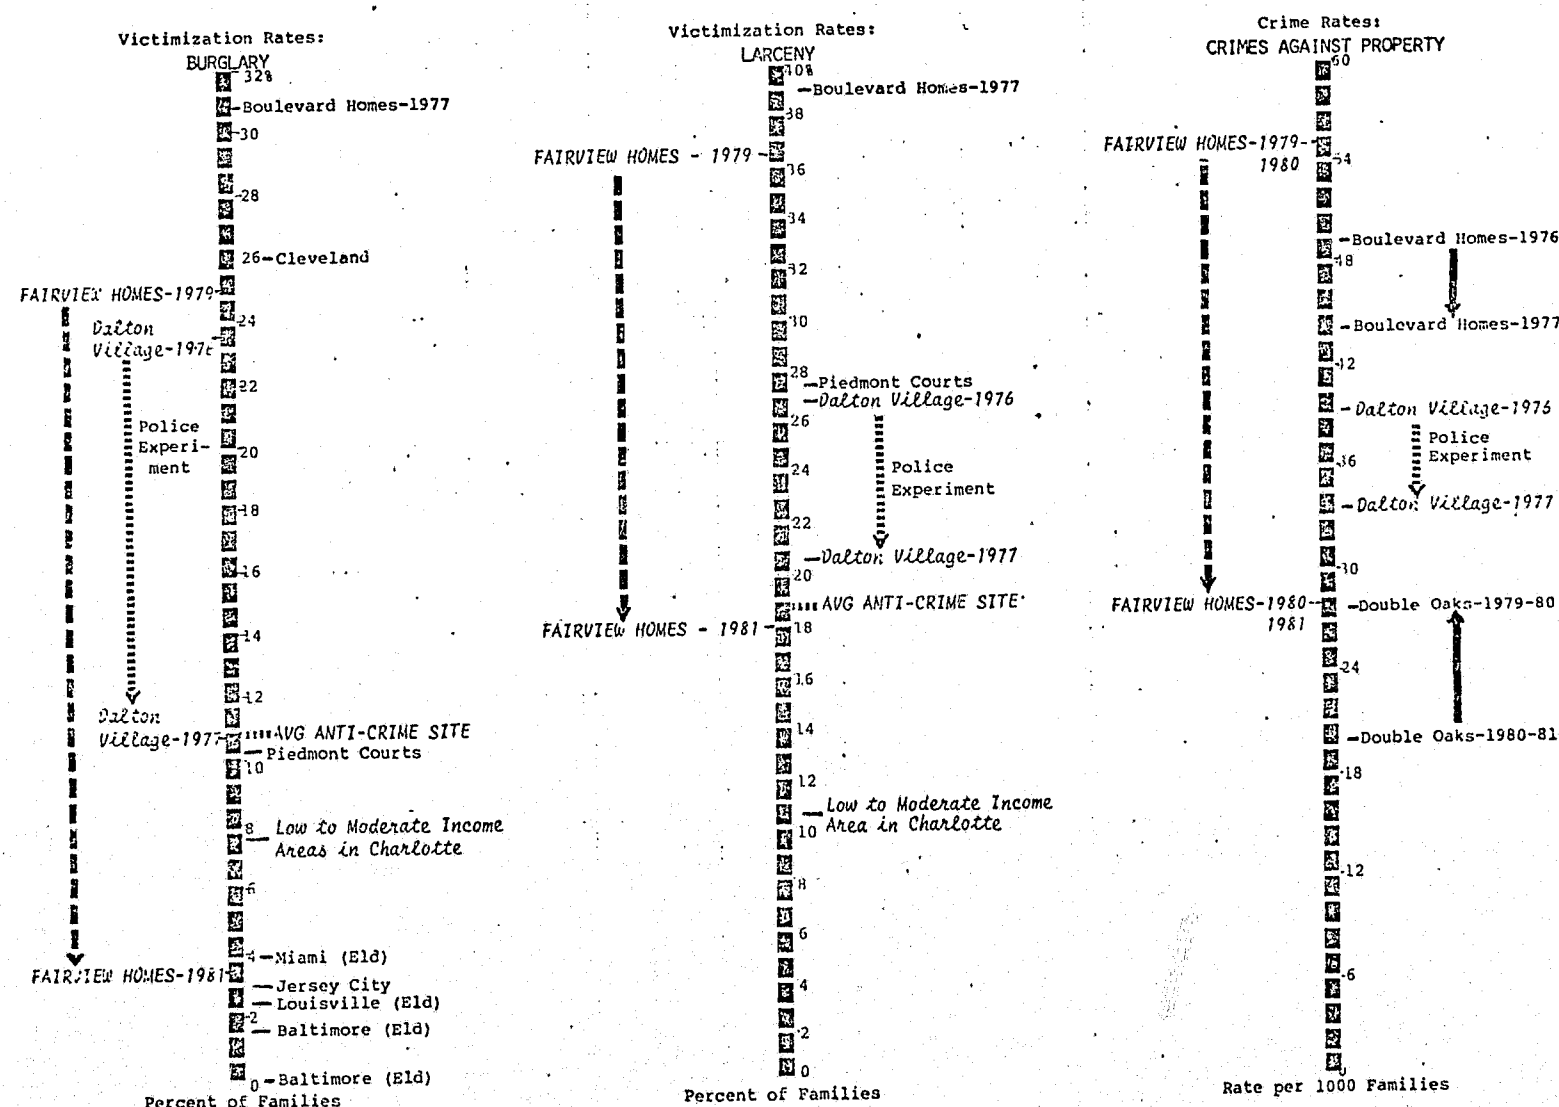 Victimization Rates:
BURGLARY
32%
Boulevard Homes-1977
30
28
26-Cleveland
FAIRVIEW HOMES-1979
24
Dalton
Village-1976
22
Police
Experi-
ment
20
18
16
14
12
Dalton
Village-1977
AVG ANTI-CRIME SITE
Piedmont Courts
10
8
Low to Moderate Income
Areas in Charlotte
6
4-Miami (Eld)
FAIRVIEW HOMES-1981
Jersey City
Louisville (Eld)
2
Baltimore (Eld)
0-Baltimore (Eld)
Percent of Families
Victimization Rates:
LARCENY
40%
Boulevard Homes-1977
38
FAIRVIEW HOMES - 1979
36
34
32
30
28
Piedmont Courts
Dalton Village-1976
26
24
Police
Experiment
22
Dalton Village-1977
20
AVG ANTI-CRIME SITE
FAIRVIEW HOMES - 1981
18
16
14
12
Low to Moderate Income
Area in Charlotte
10
8
6
4
2
0
Percent of Families
Crime Rates:
CRIMES AGAINST PROPERTY
60
FAIRVIEW HOMES-1979-
1980
54
Boulevard Homes-1976
48
Boulevard Homes-1977
42
Dalton Village-1976
Police
Experiment
36
Dalton Village-1977
30
FAIRVIEW HOMES-1980-
1981
Double Oaks-1979-80
24
Double Oaks-1980-81
18
12
6
0
Rate per 1000 Families